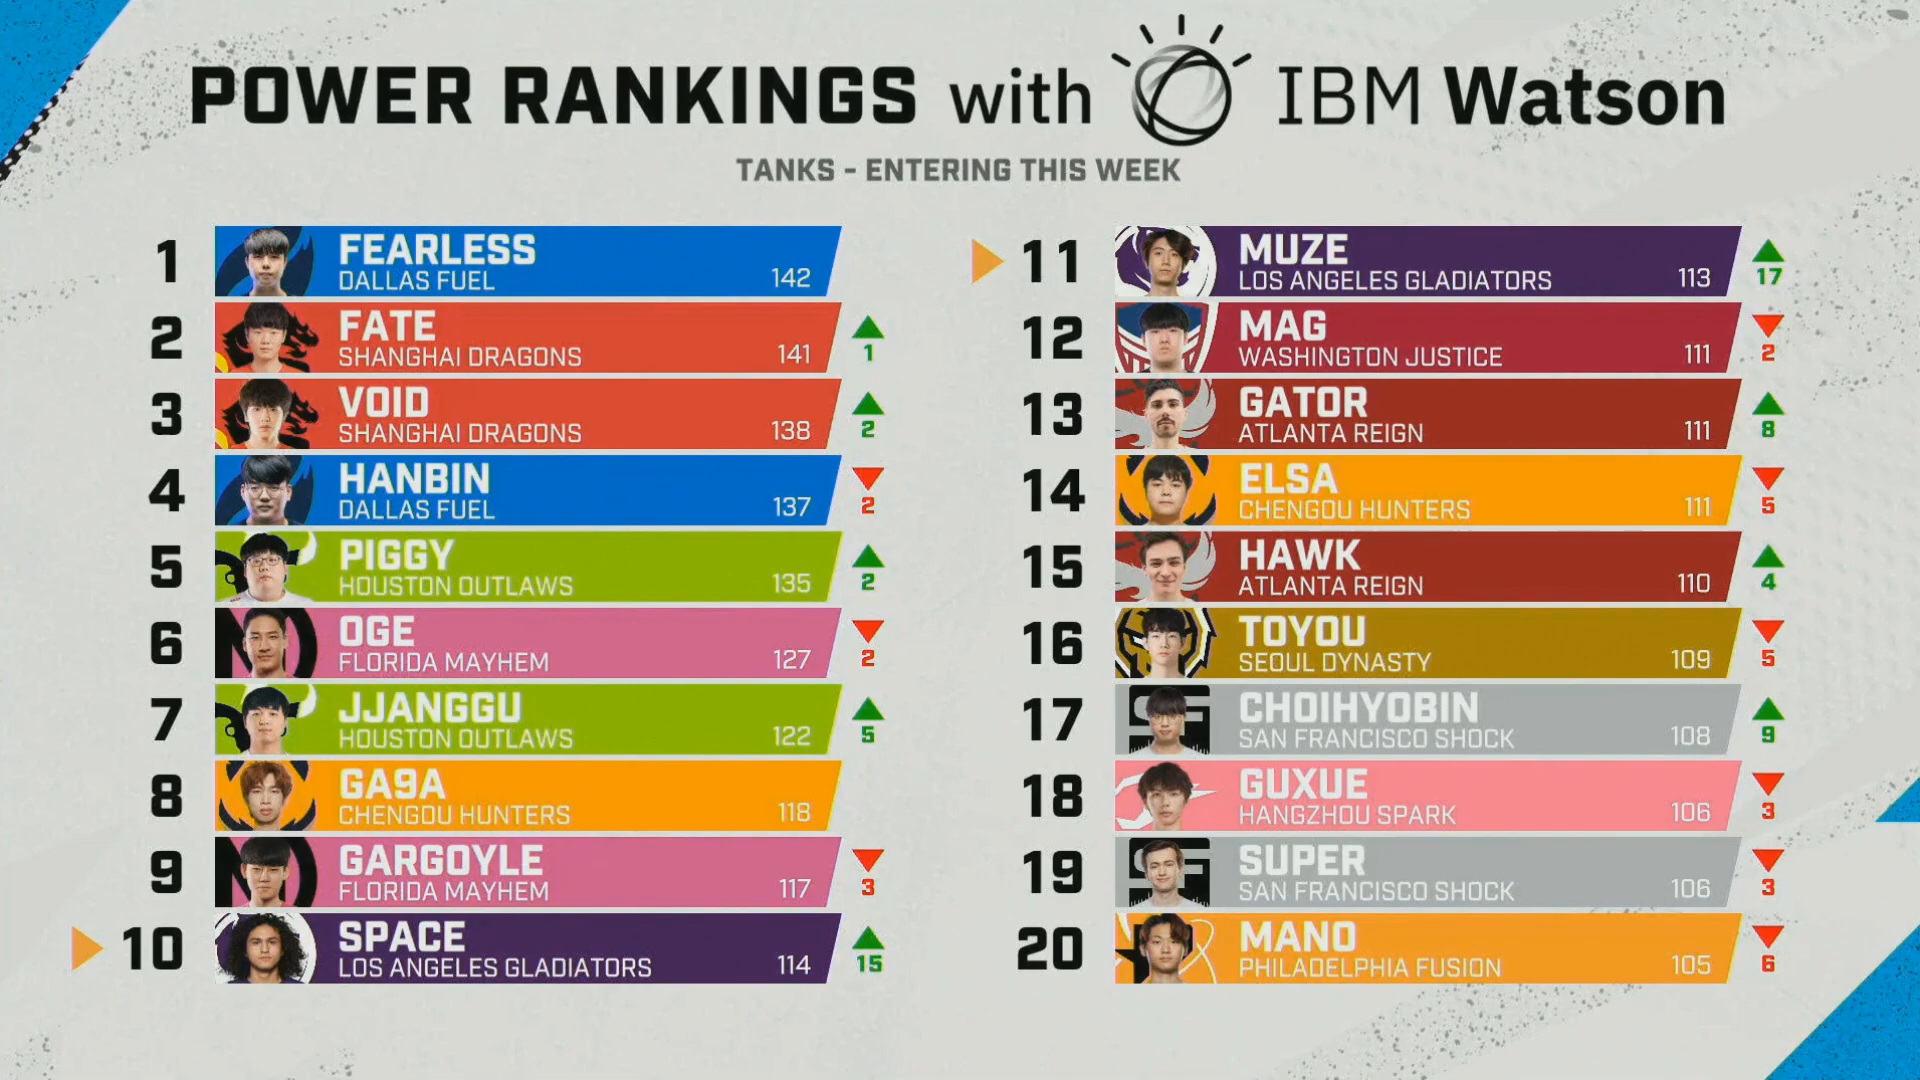 POWER RANKINGS with IBM Watson
TANKS - ENTERING THIS WEEK
1 FEARLESS
DALLAS FUEL 142
2 FATE
SHANGHAI DRAGONS 141 1
3 VOID
SHANGHAI DRAGONS 138 2
4 HANBIN
DALLAS FUEL 137 2
5 PIGGY
HOUSTON OUTLAWS 135 2
6 OGE
FLORIDA MAYHEM 127 2
7 JJANGGU
HOUSTON OUTLAWS 122 5
8 GA9A
CHENGDU HUNTERS 118
9 GARGOYLE
FLORIDA MAYHEM 117 3
10 SPACE
LOS ANGELES GLADIATORS 114 15
11 MUZE
LOS ANGELES GLADIATORS 113 17
12 MAG
WASHINGTON JUSTICE 111 2
13 GATOR
ATLANTA REIGN 111 8
14 ELSA
CHENGDU HUNTERS 111 5
15 HAWK
ATLANTA REIGN 110 4
16 TOYOU
SEOUL DYNASTY 109 5
17 CHOIHYOBIN
SAN FRANCISCO SHOCK 108 9
18 GUXUE
HANGZHOU SPARK 106 3
19 SUPER
SAN FRANCISCO SHOCK 106 3
20 MANO
PHILADELPHIA FUSION 105 6